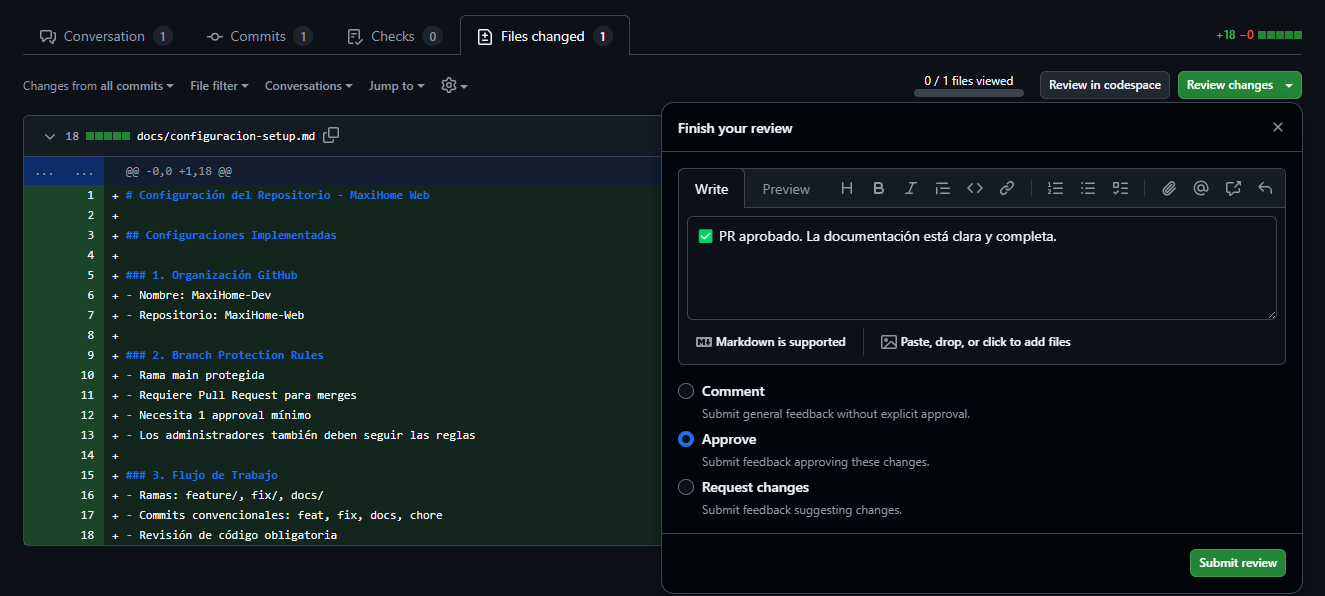 Conversation 1 Commits 1 Checks 0 Files changed 1 +18 −0
Changes from all commits File filter Conversations Jump to 0 / 1 files viewed Review in codespace Review changes
18 docs/configuracion-setup.md
... ... @@ -0,0 +1,18 @@
1 + # Configuración del Repositorio - MaxiHome Web
2 +
3 + ## Configuraciones Implementadas
4 +
5 + ### 1. Organización GitHub
6 + - Nombre: MaxiHome-Dev
7 + - Repositorio: MaxiHome-Web
8 +
9 + ### 2. Branch Protection Rules
10 + - Rama main protegida
11 + - Requiere Pull Request para merges
12 + - Necesita 1 approval mínimo
13 + - Los administradores también deben seguir las reglas
14 +
15 + ### 3. Flujo de Trabajo
16 + - Ramas: feature/, fix/, docs/
17 + - Commits convencionales: feat, fix, docs, chore
18 + - Revisión de código obligatoria
Finish your review
Write Preview
✅ PR aprobado. La documentación está clara y completa.
Markdown is supported Paste, drop, or click to add files
Comment
Submit general feedback without explicit approval.
Approve
Submit feedback approving these changes.
Request changes
Submit feedback suggesting changes.
Submit review